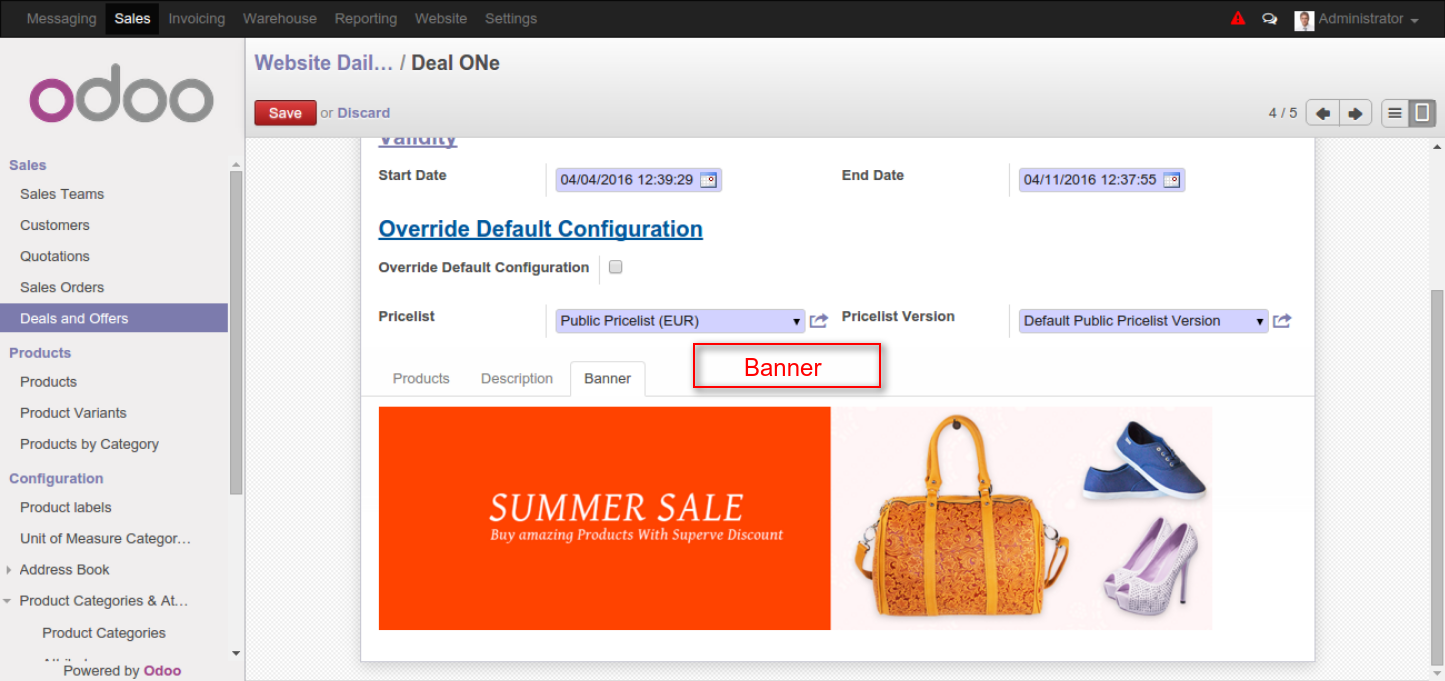 Messaging Sales Invoicing Warehouse Reporting Website Settings Administrator
odoo
Website Dail… / Deal ONe
Save or Discard 4 / 5
Sales
Sales Teams
Customers
Quotations
Sales Orders
Deals and Offers
Products
Products
Product Variants
Products by Category
Configuration
Product labels
Unit of Measure Categor…
Address Book
Product Categories & At…
Product Categories
Powered by Odoo
Validity
Start Date 04/04/2016 12:39:29 End Date 04/11/2016 12:37:55
Override Default Configuration
Override Default Configuration
Pricelist Public Pricelist (EUR) Pricelist Version Default Public Pricelist Version
Banner
Products Description Banner
SUMMER SALE
Buy amazing Products With Superve Discount